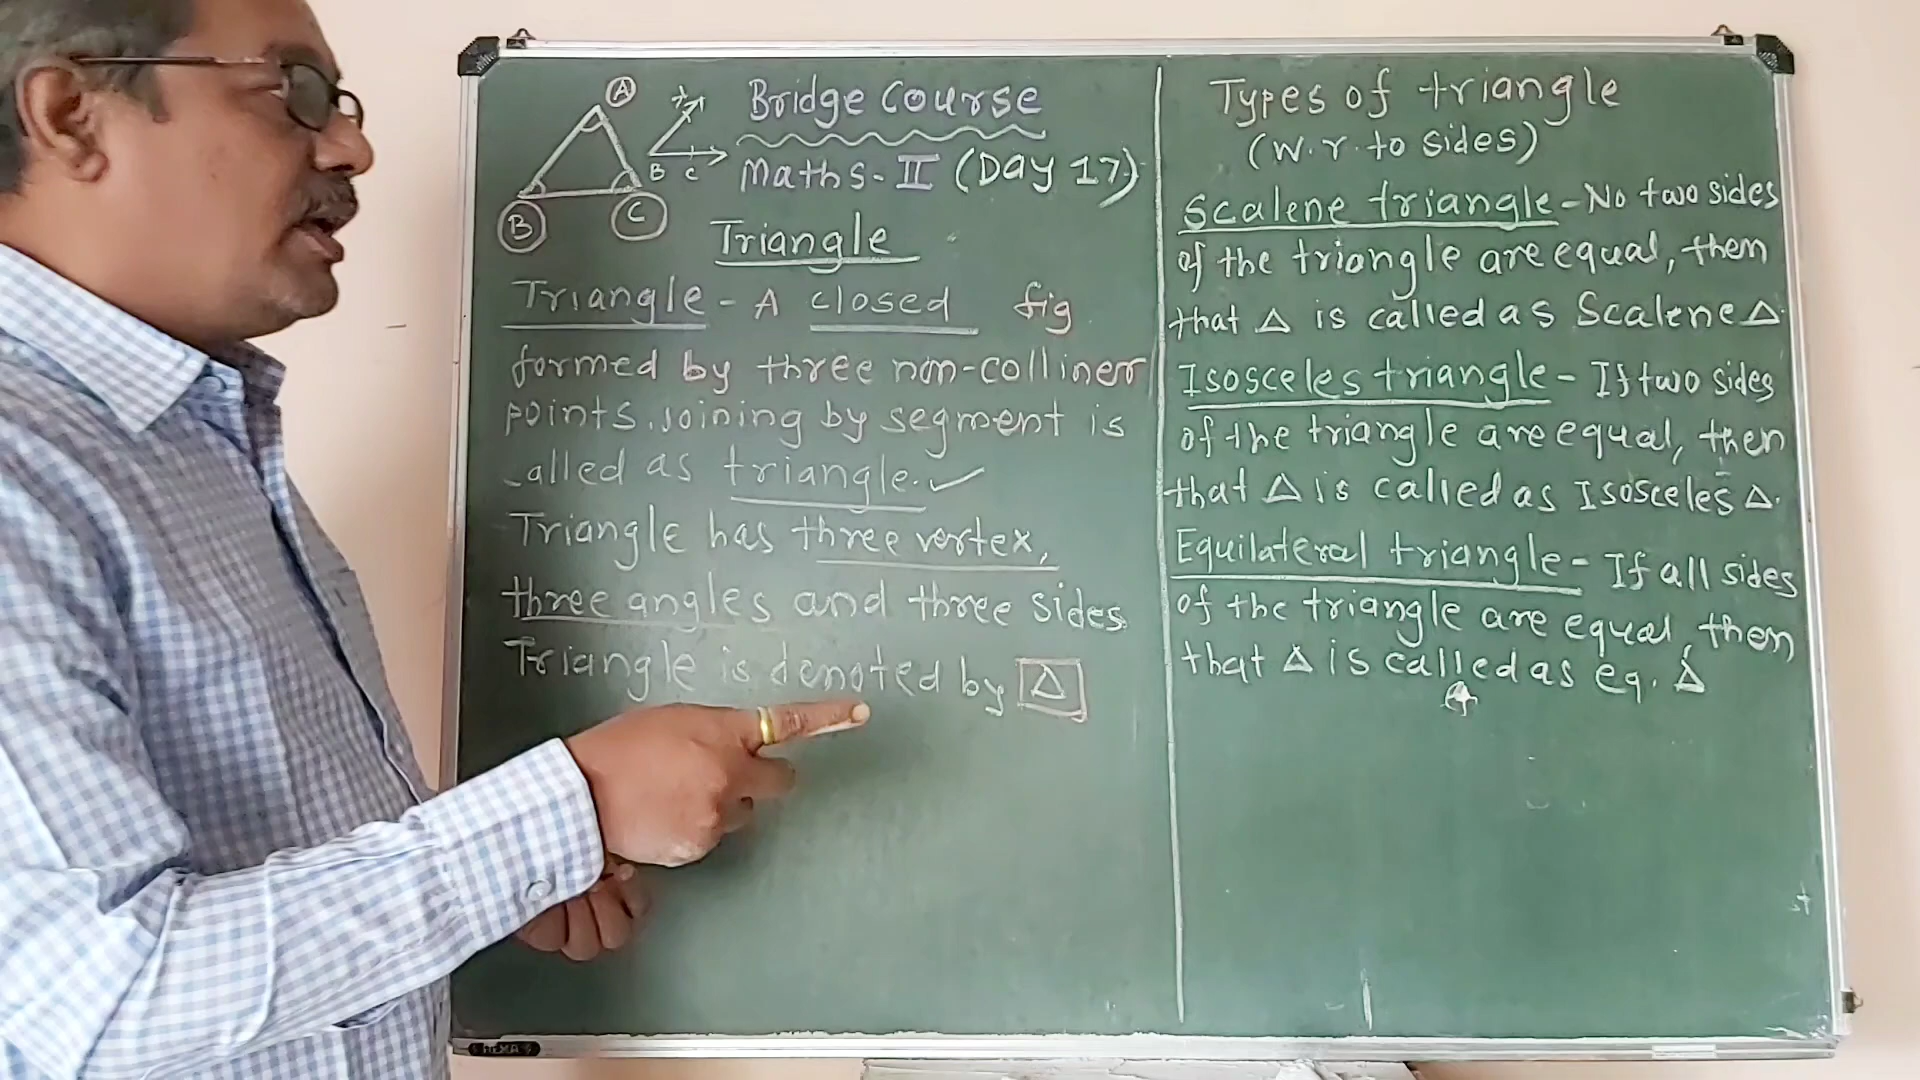 A
B
C
B C
Bridge Course
Maths-II (Day 17)
Triangle
Triangle - A closed fig
formed by three non-colliner
points. Joining by segment is
called as triangle. ✓
Triangle has three vertex,
three angles and three sides
Triangle is denoted by △
Types of triangle
(w.r.to sides)
Scalene triangle - No two sides
of the triangle are equal, then
that △ is called as Scalene △.
Isosceles triangle - If two sides
of the triangle are equal, then
that △ is called as Isosceles △.
Equilateral triangle - If all sides
of the triangle are equal, then
that △ is called as eq. △